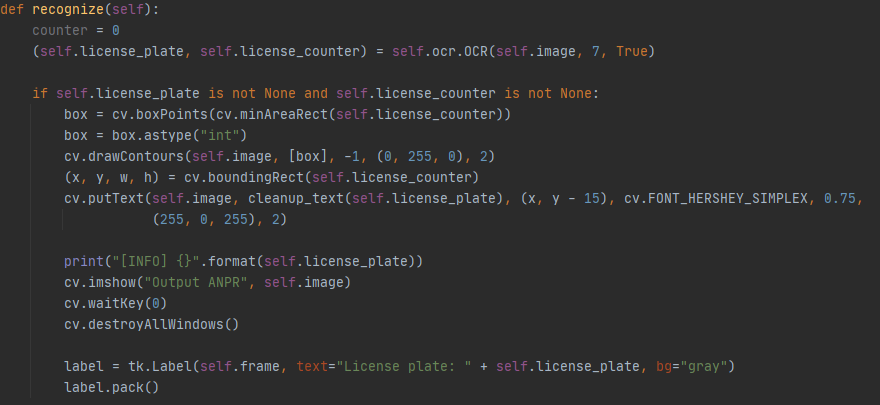 def recognize(self):
    counter = 0
    (self.license_plate, self.license_counter) = self.ocr.OCR(self.image, 7, True)

    if self.license_plate is not None and self.license_counter is not None:
        box = cv.boxPoints(cv.minAreaRect(self.license_counter))
        box = box.astype("int")
        cv.drawContours(self.image, [box], -1, (0, 255, 0), 2)
        (x, y, w, h) = cv.boundingRect(self.license_counter)
        cv.putText(self.image, cleanup_text(self.license_plate), (x, y - 15), cv.FONT_HERSHEY_SIMPLEX, 0.75,
                   (255, 0, 255), 2)

        print("[INFO] {}".format(self.license_plate))
        cv.imshow("Output ANPR", self.image)
        cv.waitKey(0)
        cv.destroyAllWindows()

        label = tk.Label(self.frame, text="License plate: " + self.license_plate, bg="gray")
        label.pack()